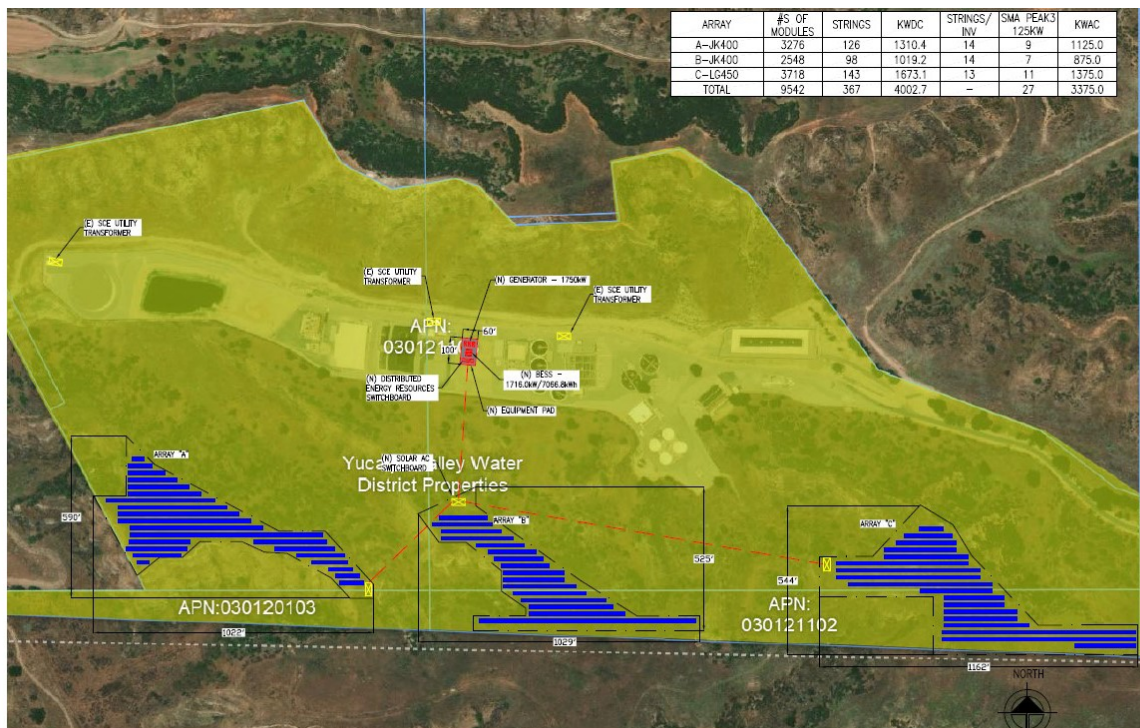 ARRAY #S OF MODULES STRINGS KWDC STRINGS/ INV SMA PEAK3 125KW KWAC
A-JK400 3276 126 1310.4 14 9 1125.0
B-JK400 2548 98 1019.2 14 7 875.0
C-LG450 3718 143 1673.1 13 11 1375.0
TOTAL 9542 367 4002.7 - 27 3375.0
(E) SCE UTILITY
TRANSFORMER
(E) SCE UTILITY
TRANSFORMER
(N) GENERATOR - 1750kW
(E) SCE UTILITY
TRANSFORMER
APN:
60'
100'
(N) DISTRIBUTED
ENERGY RESOURCES
SWITCHBOARD
(N) BESS -
1716.0kW/7066.8kWh
(N) EQUIPMENT PAD
ARRAY "A"
(N) SOLAR AC
SWITCHBOARD
Water
District Properties
590'
ARRAY "B"
ARRAY "C"
525'
544'
APN:030120103
APN:
030121102
1022'
1029'
1162'
NORTH